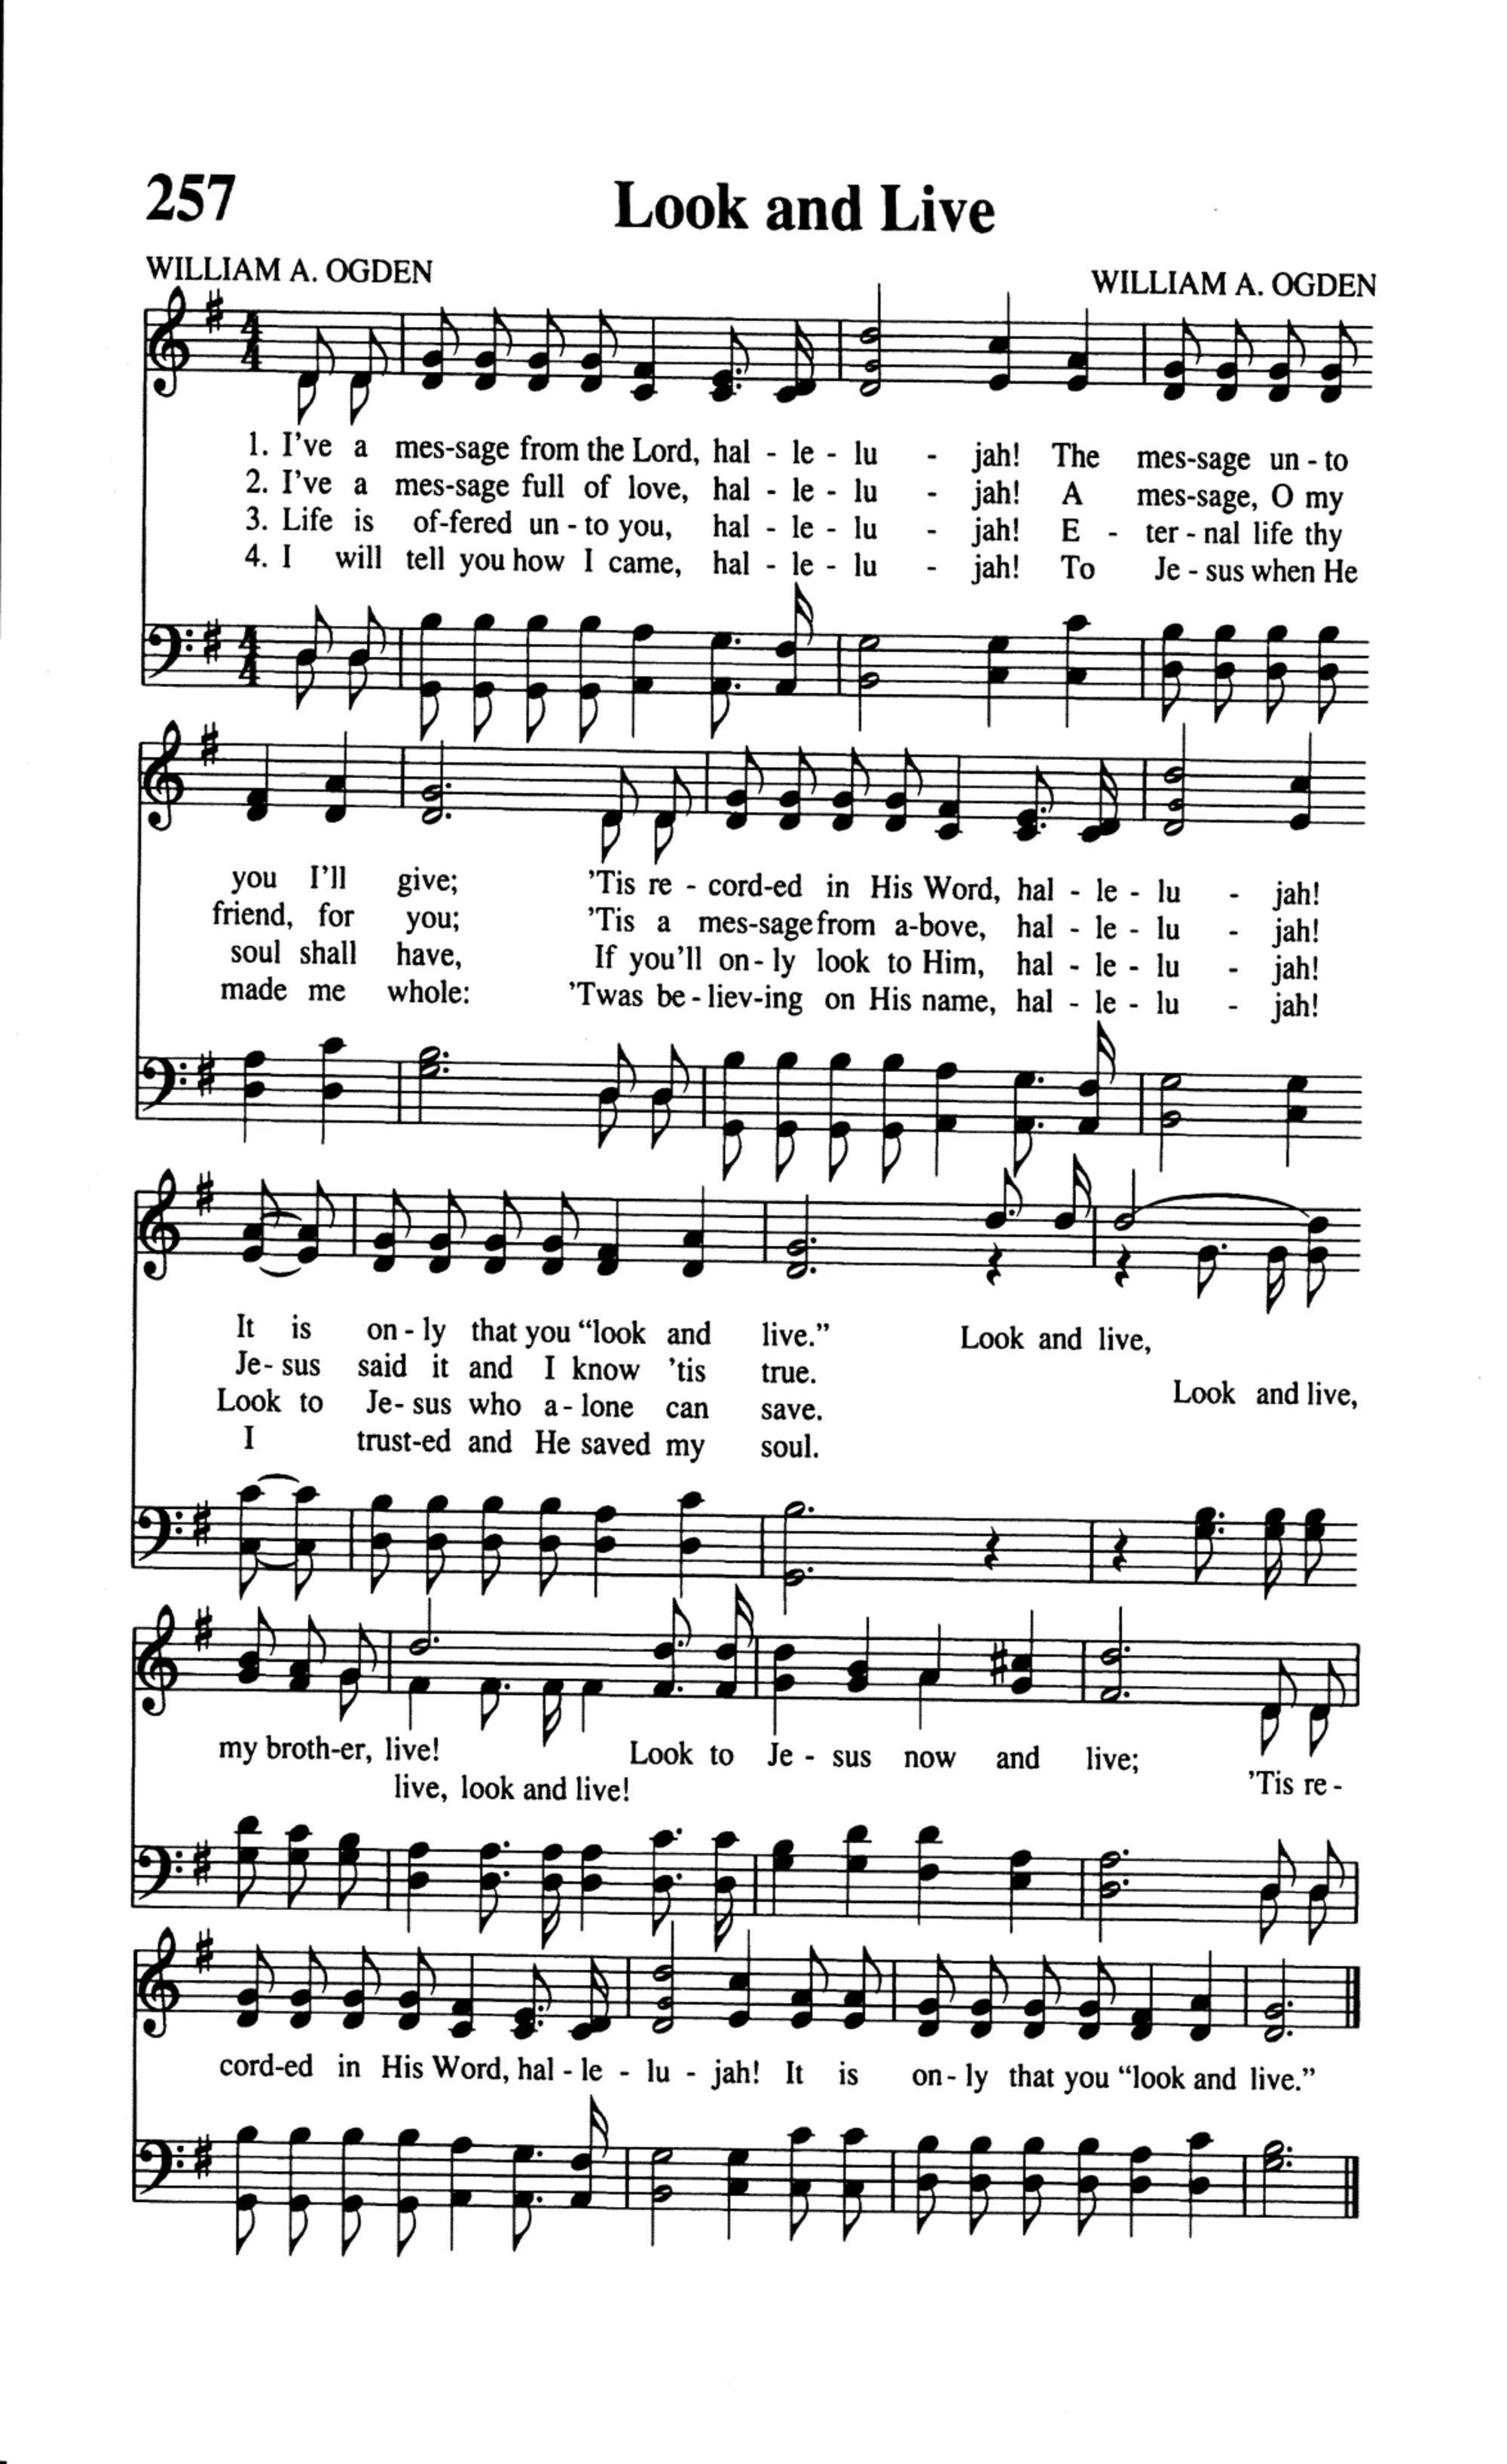 257
Look and Live
WILLIAM A. OGDEN
WILLIAM A. OGDEN
1. I've a mes-sage from the Lord, hal - le - lu - jah! The mes-sage un - to
2. I've a mes-sage full of love, hal - le - lu - jah! A mes-sage, O my
3. Life is of-fered un - to you, hal - le - lu - jah! E - ter - nal life thy
4. I will tell you how I came, hal - le - lu - jah! To Je - sus when He
you I'll give; 'Tis re - cord-ed in His Word, hal - le - lu - jah!
friend, for you; 'Tis a mes-sage from a-bove, hal - le - lu - jah!
soul shall have, If you'll on - ly look to Him, hal - le - lu - jah!
made me whole: 'Twas be - liev-ing on His name, hal - le - lu - jah!
It is on - ly that you “look and live.” Look and live,
Je- sus said it and I know 'tis true.
Look to Je- sus who a - lone can save. Look and live,
I trust-ed and He saved my soul.
my broth-er, live! Look to Je - sus now and live;
live, look and live! 'Tis re -
cord-ed in His Word, hal - le - lu - jah! It is on - ly that you “look and live.”